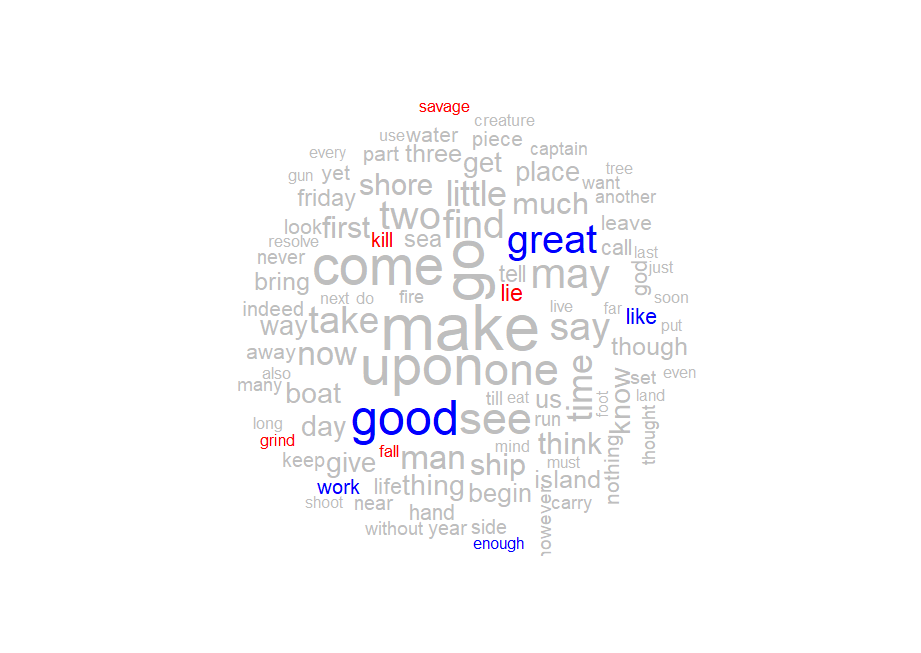 savage
creature
use water piece
every part three captain
gun yet get place tree
friday shore little want another
look first two find much leave
resolve kill sea great call last
never come go tell may god just
bring lie soon
indeed next do fire live far like put
way take make say though
away now upon one time know set even
also
many boat till eat us foot land
long day good see run thought
grind fall mind think
keep give man ship must nothing
work life thing begin island
shoot near hand however carry
without year side
enough